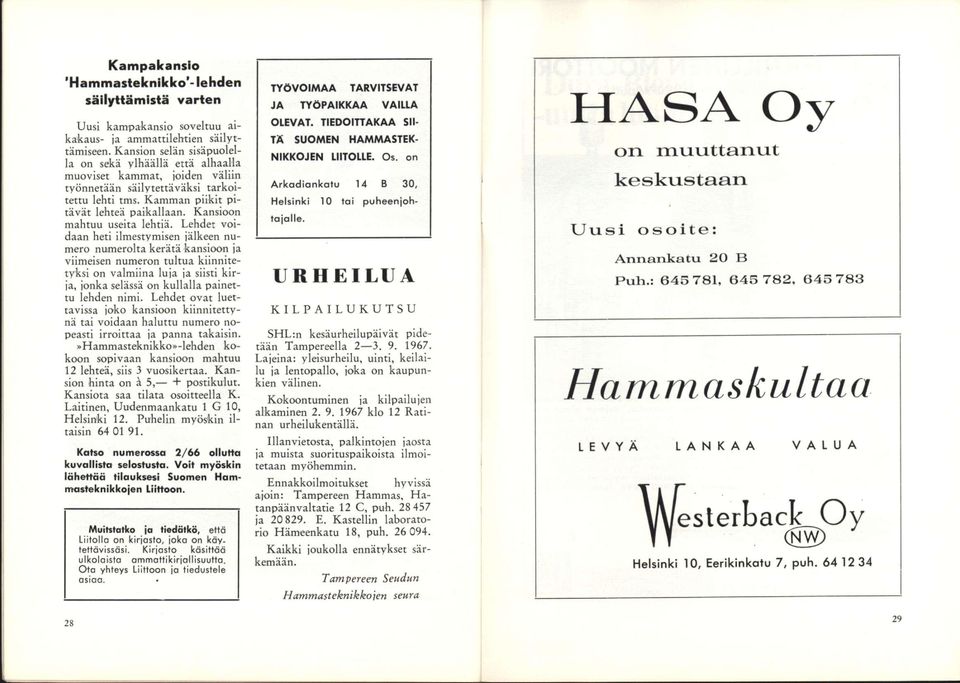 Kampakansio
'Hammasteknikko'-lehden
säilyttämistä varten
Uusi kampakansio soveltuu ai-
kakaus- ja ammattilehtien säilyt-
tämiseen. Kansion selän sisäpuolel-
la on sekä ylhäällä että alhaalla
muoviset kammat, joiden väliin
työnnetään säilytettäväksi tarkoi-
tettu lehti tms. Kamman piikit pi-
tävät lehteä paikallaan. Kansioon
mahtuu useita lehtiä. Lehdet voi-
daan heti ilmestymisen jälkeen nu-
mero numerolta kerätä kansioon ja
viimeisen numeron tultua kiinnite-
tyksi on valmiina luja ja siisti kir-
ja, jonka selässä on kullalla painet-
tu lehden nimi. Lehdet ovat luet-
tavissa joko kansioon kiinnitetty-
nä tai voidaan haluttu numero no-
peasti irroittaa ja panna takaisin.
»Hammasteknikko»-lehden ko-
koon sopivaan kansioon mahtuu
12 lehteä, siis 3 vuosikertaa. Kan-
sion hinta on à 5,— + postikulut.
Kansiota saa tilata osoitteella K.
Laitinen, Uudenmaankatu 1 G 10,
Helsinki 12. Puhelin myöskin il-
taisin 64 01 91.
Katso numerossa 2/66 ollutta
kuvallista selostusta. Voit myöskin
lähettää tilauksesi Suomen Ham-
masteknikkojen Liittoon.
Muitstatko ja tiedätkö, että
Liitolla on kirjasto, joka on käy-
tettävissäsi. Kirjasto käsittää
ulkolaista ammattikirjallisuutta.
Ota yhteys Liittoon ja tiedustele
asiaa.
28
TYÖVOIMAA TARVITSEVAT
JA TYÖPAIKKAA VAILLA
OLEVAT. TIEDOITTAKAA SII-
TÄ SUOMEN HAMMASTEK-
NIKKOJEN LIITOLLE. Os. on
Arkadiankatu 14 B 30,
Helsinki 10 tai puheenjoh-
tajalle.
URHEILUA
KILPAILUKUTSU
SHL:n kesäurheilupäivät pide-
tään Tampereella 2—3. 9. 1967.
Lajeina: yleisurheilu, uinti, keilai-
lu ja lentopallo, joka on kaupun-
kien välinen.
Kokoontuminen ja kilpailujen
alkaminen 2. 9. 1967 klo 12 Rati-
nan urheilukentällä.
Illanvietosta, palkintojen jaosta
ja muista suorituspaikoista ilmoi-
tetaan myöhemmin.
Ennakkoilmoitukset hyvissä
ajoin: Tampereen Hammas, Ha-
tanpäänvaltatie 12 C, puh. 28 457
ja 20 829. E. Kastellin laborato-
rio Hämeenkatu 18, puh. 26 094.
Kaikki joukolla ennätykset sär-
kemään.
Tampereen Seudun
Hammasteknikkojen seura
HASA Oy
on muuttanut
keskustaan
Uusi osoite:
Annankatu 20 B
Puh.: 645 781, 645 782, 645 783
Hammaskultaa
LEVYÄ LANKAA VALUA
Westerback Oy
NW
Helsinki 10, Eerikinkatu 7, puh. 64 12 34
29